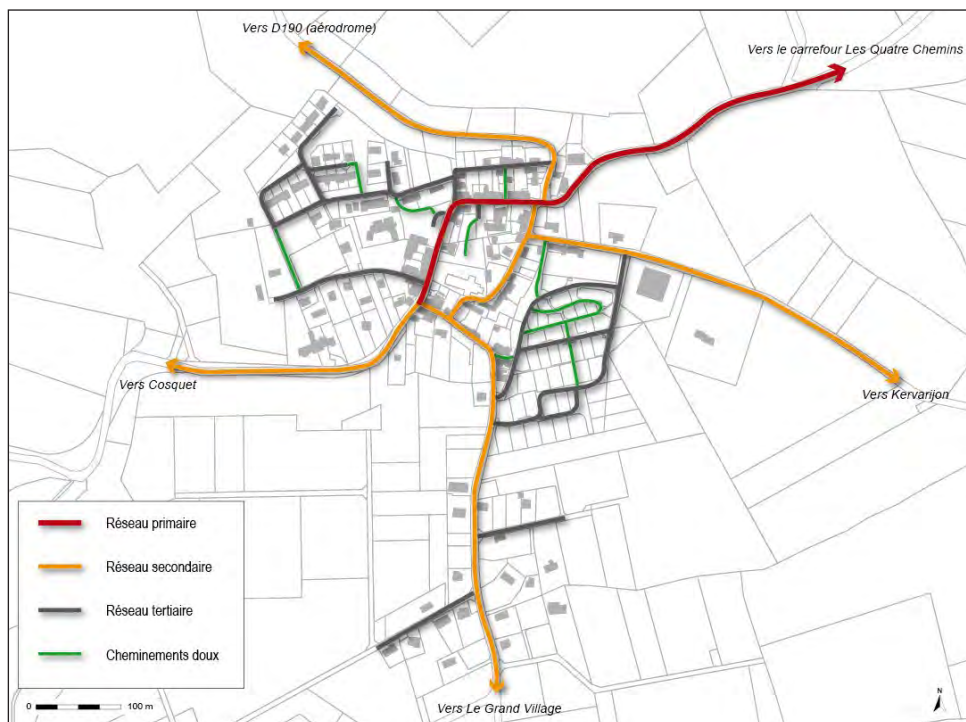 Vers D190 (aérodrome)
Vers le carrefour Les Quatre Chemins
Vers Cosquet
Vers Kervarijon
Réseau primaire
Réseau secondaire
Réseau tertiaire
Cheminements doux
0 100 m
Vers Le Grand Village
N